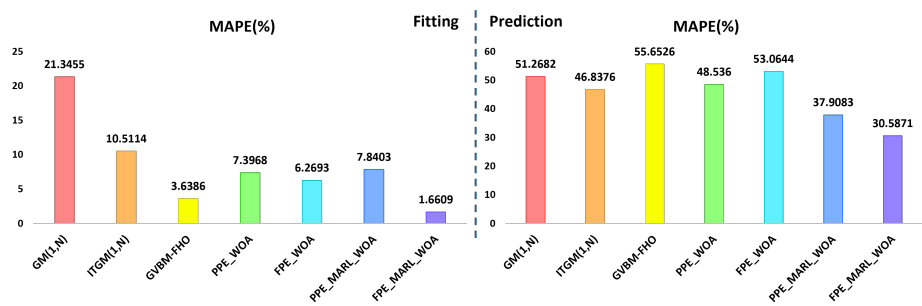 MAPE(%)
Fitting
25
20
15
10
5
0
21.3455
10.5114
3.6386
7.3968
6.2693
7.8403
1.6609
GM(1,N)
ITGM(1,N)
GVBM-FHO
PPE_WOA
FPE_WOA
PPE_MARL_WOA
FPE_MARL_WOA
Prediction
MAPE(%)
60
50
40
30
20
10
0
51.2682
46.8376
55.6526
48.536
53.0644
37.9083
30.5871
GM(1,N)
ITGM(1,N)
GVBM-FHO
PPE_WOA
FPE_WOA
PPE_MARL_WOA
FPE_MARL_WOA